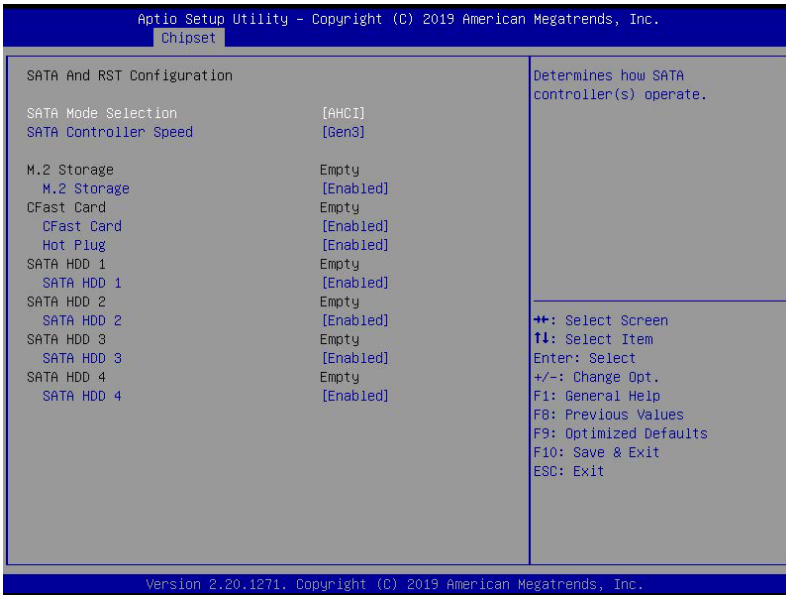 Aptio Setup Utility – Copyright (C) 2019 American Megatrends, Inc.
Chipset
SATA And RST Configuration
SATA Mode Selection [AHCI]
SATA Controller Speed [Gen3]
M.2 Storage Empty
M.2 Storage [Enabled]
CFast Card Empty
CFast Card [Enabled]
Hot Plug [Enabled]
SATA HDD 1 Empty
SATA HDD 1 [Enabled]
SATA HDD 2 Empty
SATA HDD 2 [Enabled]
SATA HDD 3 Empty
SATA HDD 3 [Enabled]
SATA HDD 4 Empty
SATA HDD 4 [Enabled]
Determines how SATA
controller(s) operate.
→←: Select Screen
↑↓: Select Item
Enter: Select
+/-: Change Opt.
F1: General Help
F8: Previous Values
F9: Optimized Defaults
F10: Save & Exit
ESC: Exit
Version 2.20.1271. Copyright (C) 2019 American Megatrends, Inc.